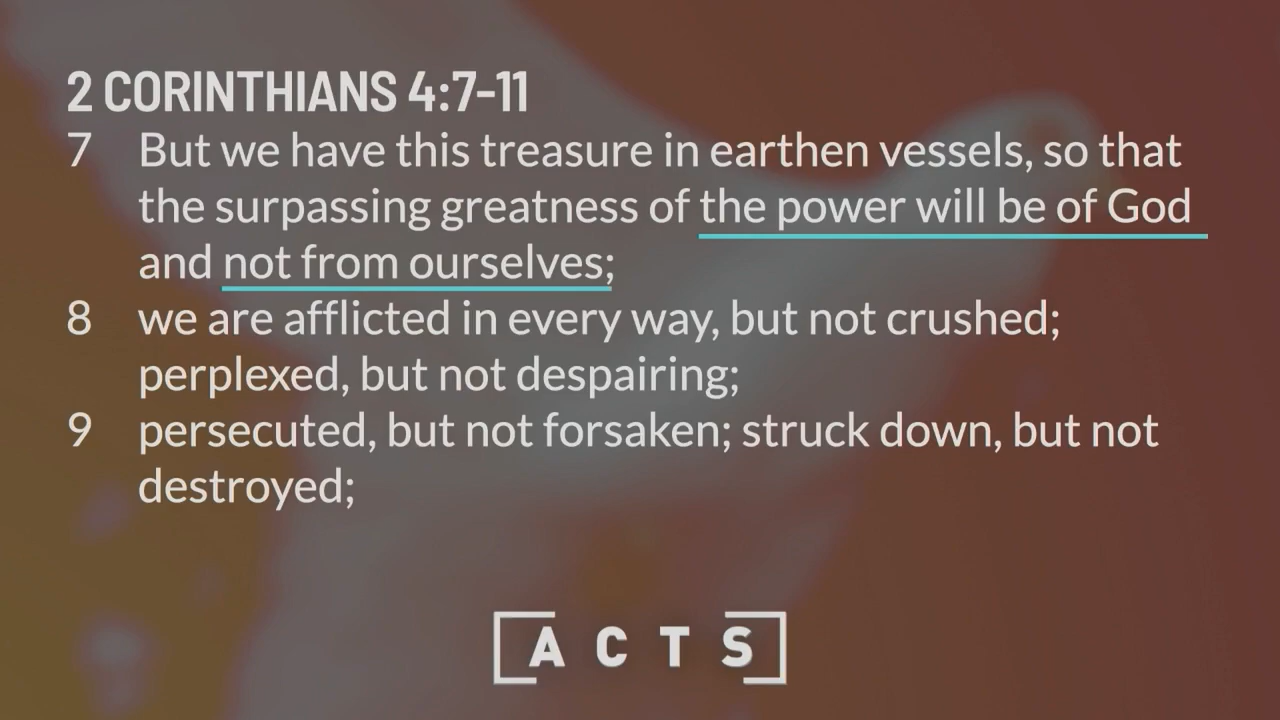 2 CORINTHIANS 4:7-11
7 But we have this treasure in earthen vessels, so that
the surpassing greatness of the power will be of God
and not from ourselves;
8 we are afflicted in every way, but not crushed;
perplexed, but not despairing;
9 persecuted, but not forsaken; struck down, but not
destroyed;
ACTS